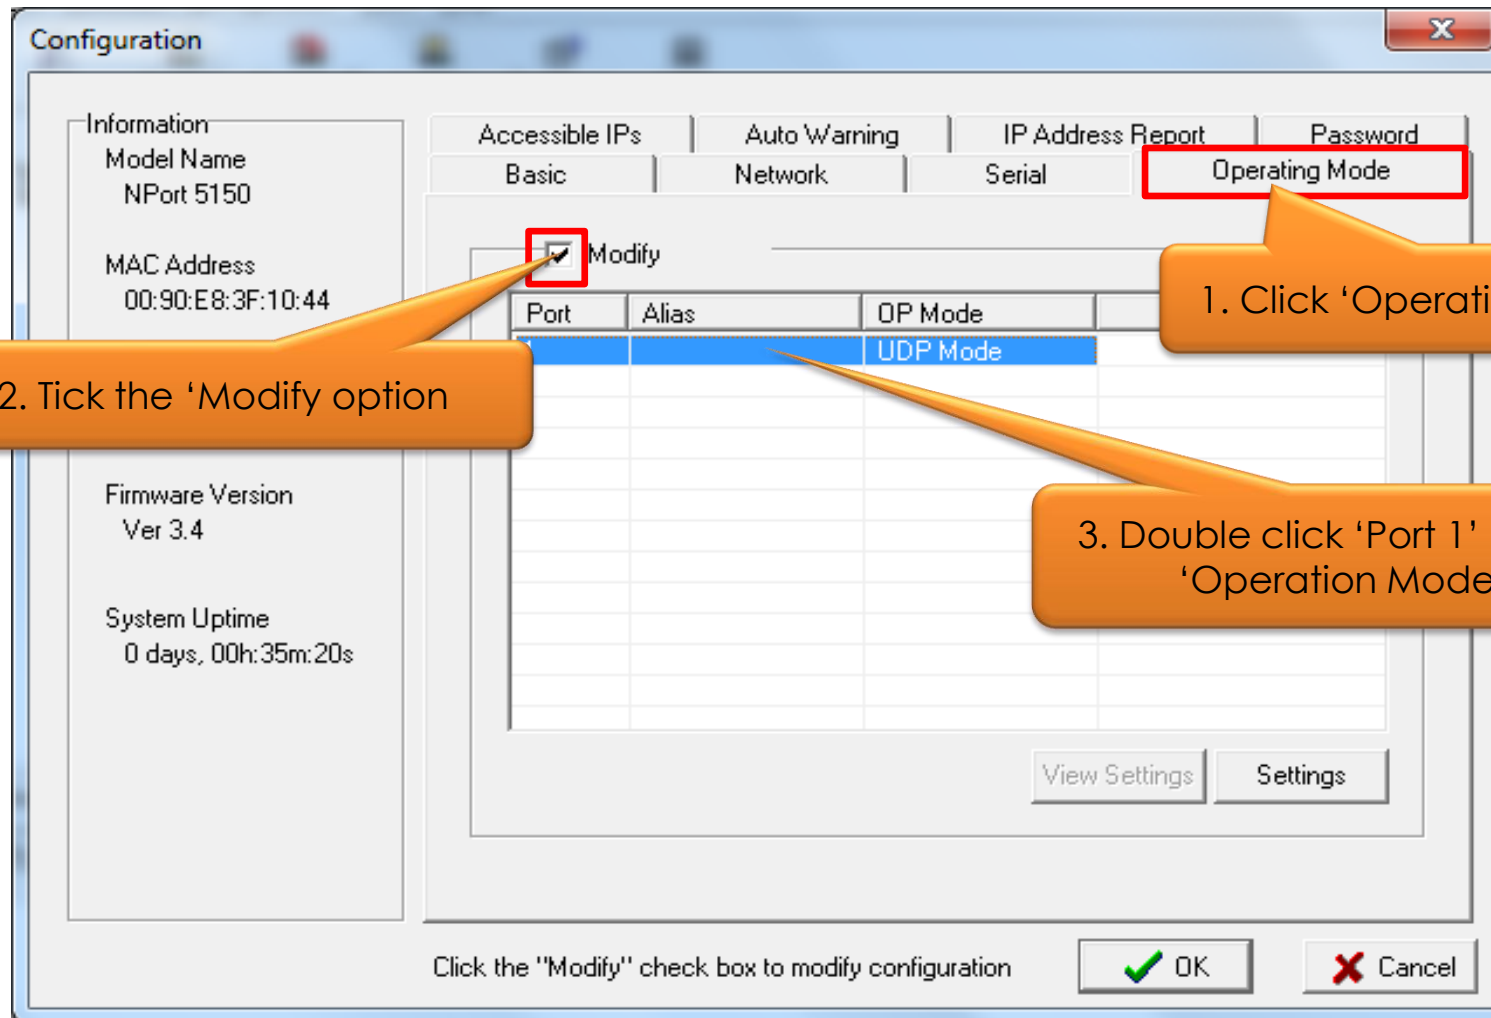 Configuration
Information
Model Name
NPort 5150
MAC Address
00:90:E8:3F:10:44
Firmware Version
Ver 3.4
System Uptime
0 days, 00h:35m:20s
Accessible IPs
Auto Warning
IP Address Report
Password
Basic
Network
Serial
Operating Mode
Modify
Port
Alias
OP Mode
UDP Mode
1. Click ‘Operati
2. Tick the ‘Modify option
3. Double click ‘Port 1’
‘Operation Mode
View Settings
Settings
Click the "Modify" check box to modify configuration
OK
Cancel